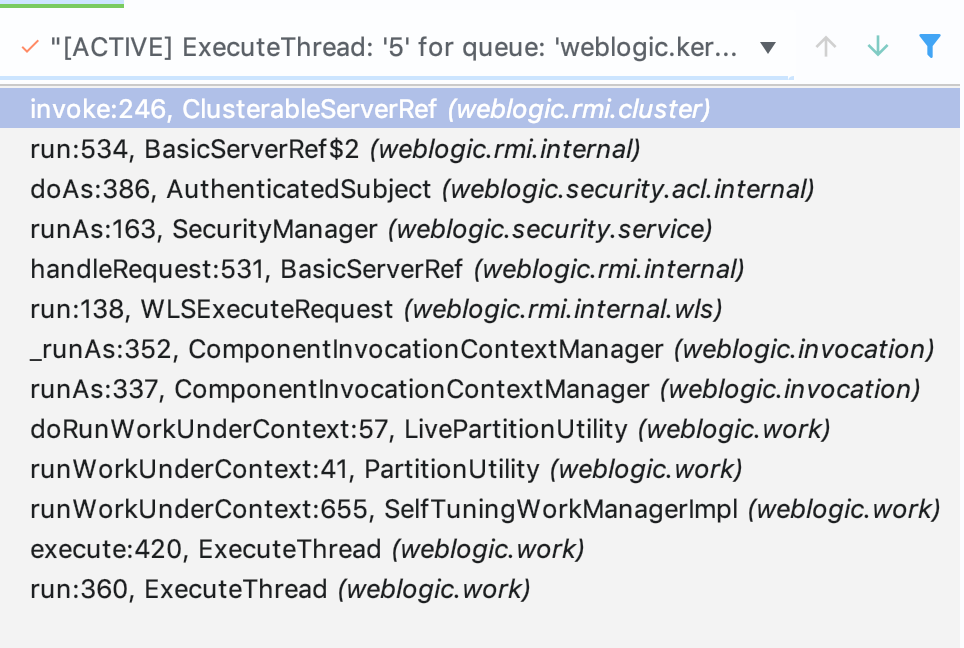 "[ACTIVE] ExecuteThread: '5' for queue: 'weblogic.ker...
invoke:246, ClusterableServerRef (weblogic.rmi.cluster)
run:534, BasicServerRef$2 (weblogic.rmi.internal)
doAs:386, AuthenticatedSubject (weblogic.security.acl.internal)
runAs:163, SecurityManager (weblogic.security.service)
handleRequest:531, BasicServerRef (weblogic.rmi.internal)
run:138, WLSExecuteRequest (weblogic.rmi.internal.wls)
_runAs:352, ComponentInvocationContextManager (weblogic.invocation)
runAs:337, ComponentInvocationContextManager (weblogic.invocation)
doRunWorkUnderContext:57, LivePartitionUtility (weblogic.work)
runWorkUnderContext:41, PartitionUtility (weblogic.work)
runWorkUnderContext:655, SelfTuningWorkManagerImpl (weblogic.work)
execute:420, ExecuteThread (weblogic.work)
run:360, ExecuteThread (weblogic.work)